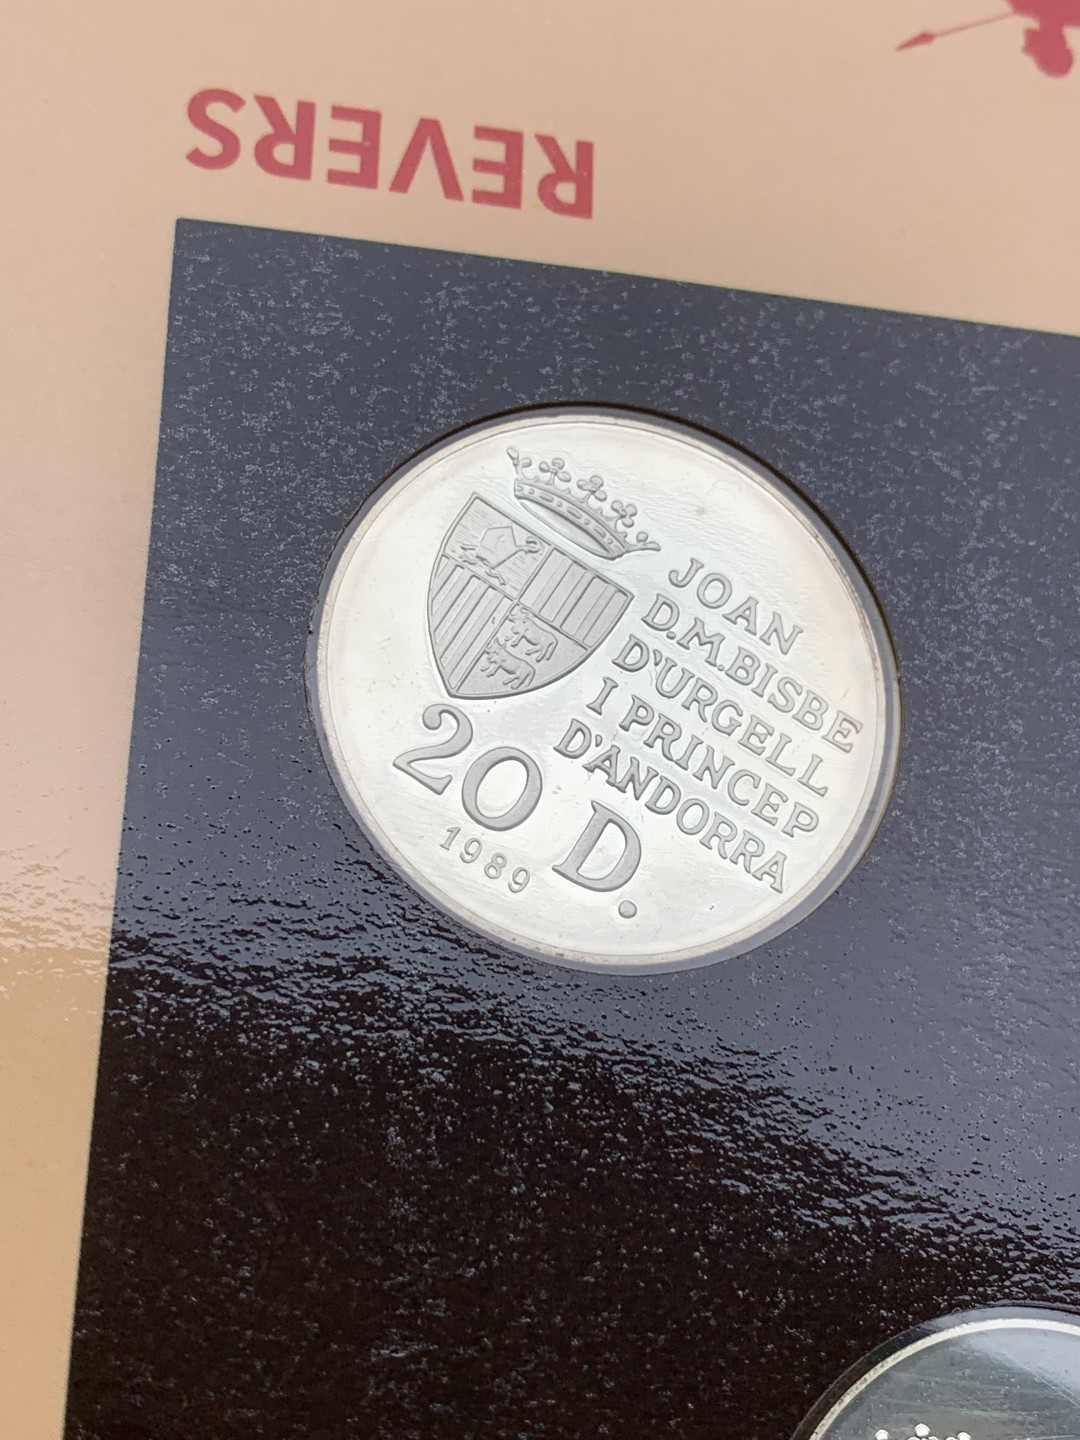 REVERS
JOAN
D.M.BISBE
D'URGELL
I PRINCEP
D'ANDORRA
20 D.
1989